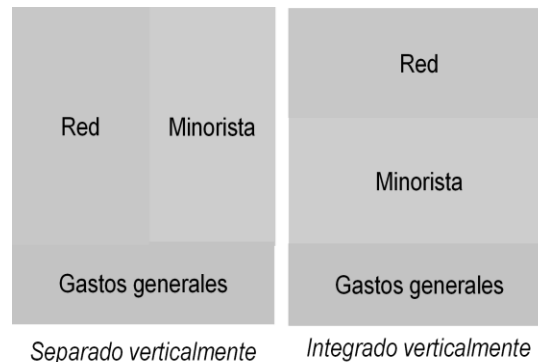 Red
Minorista
Gastos generales
Separado verticalmente
Red
Minorista
Gastos generales
Integrado verticalmente